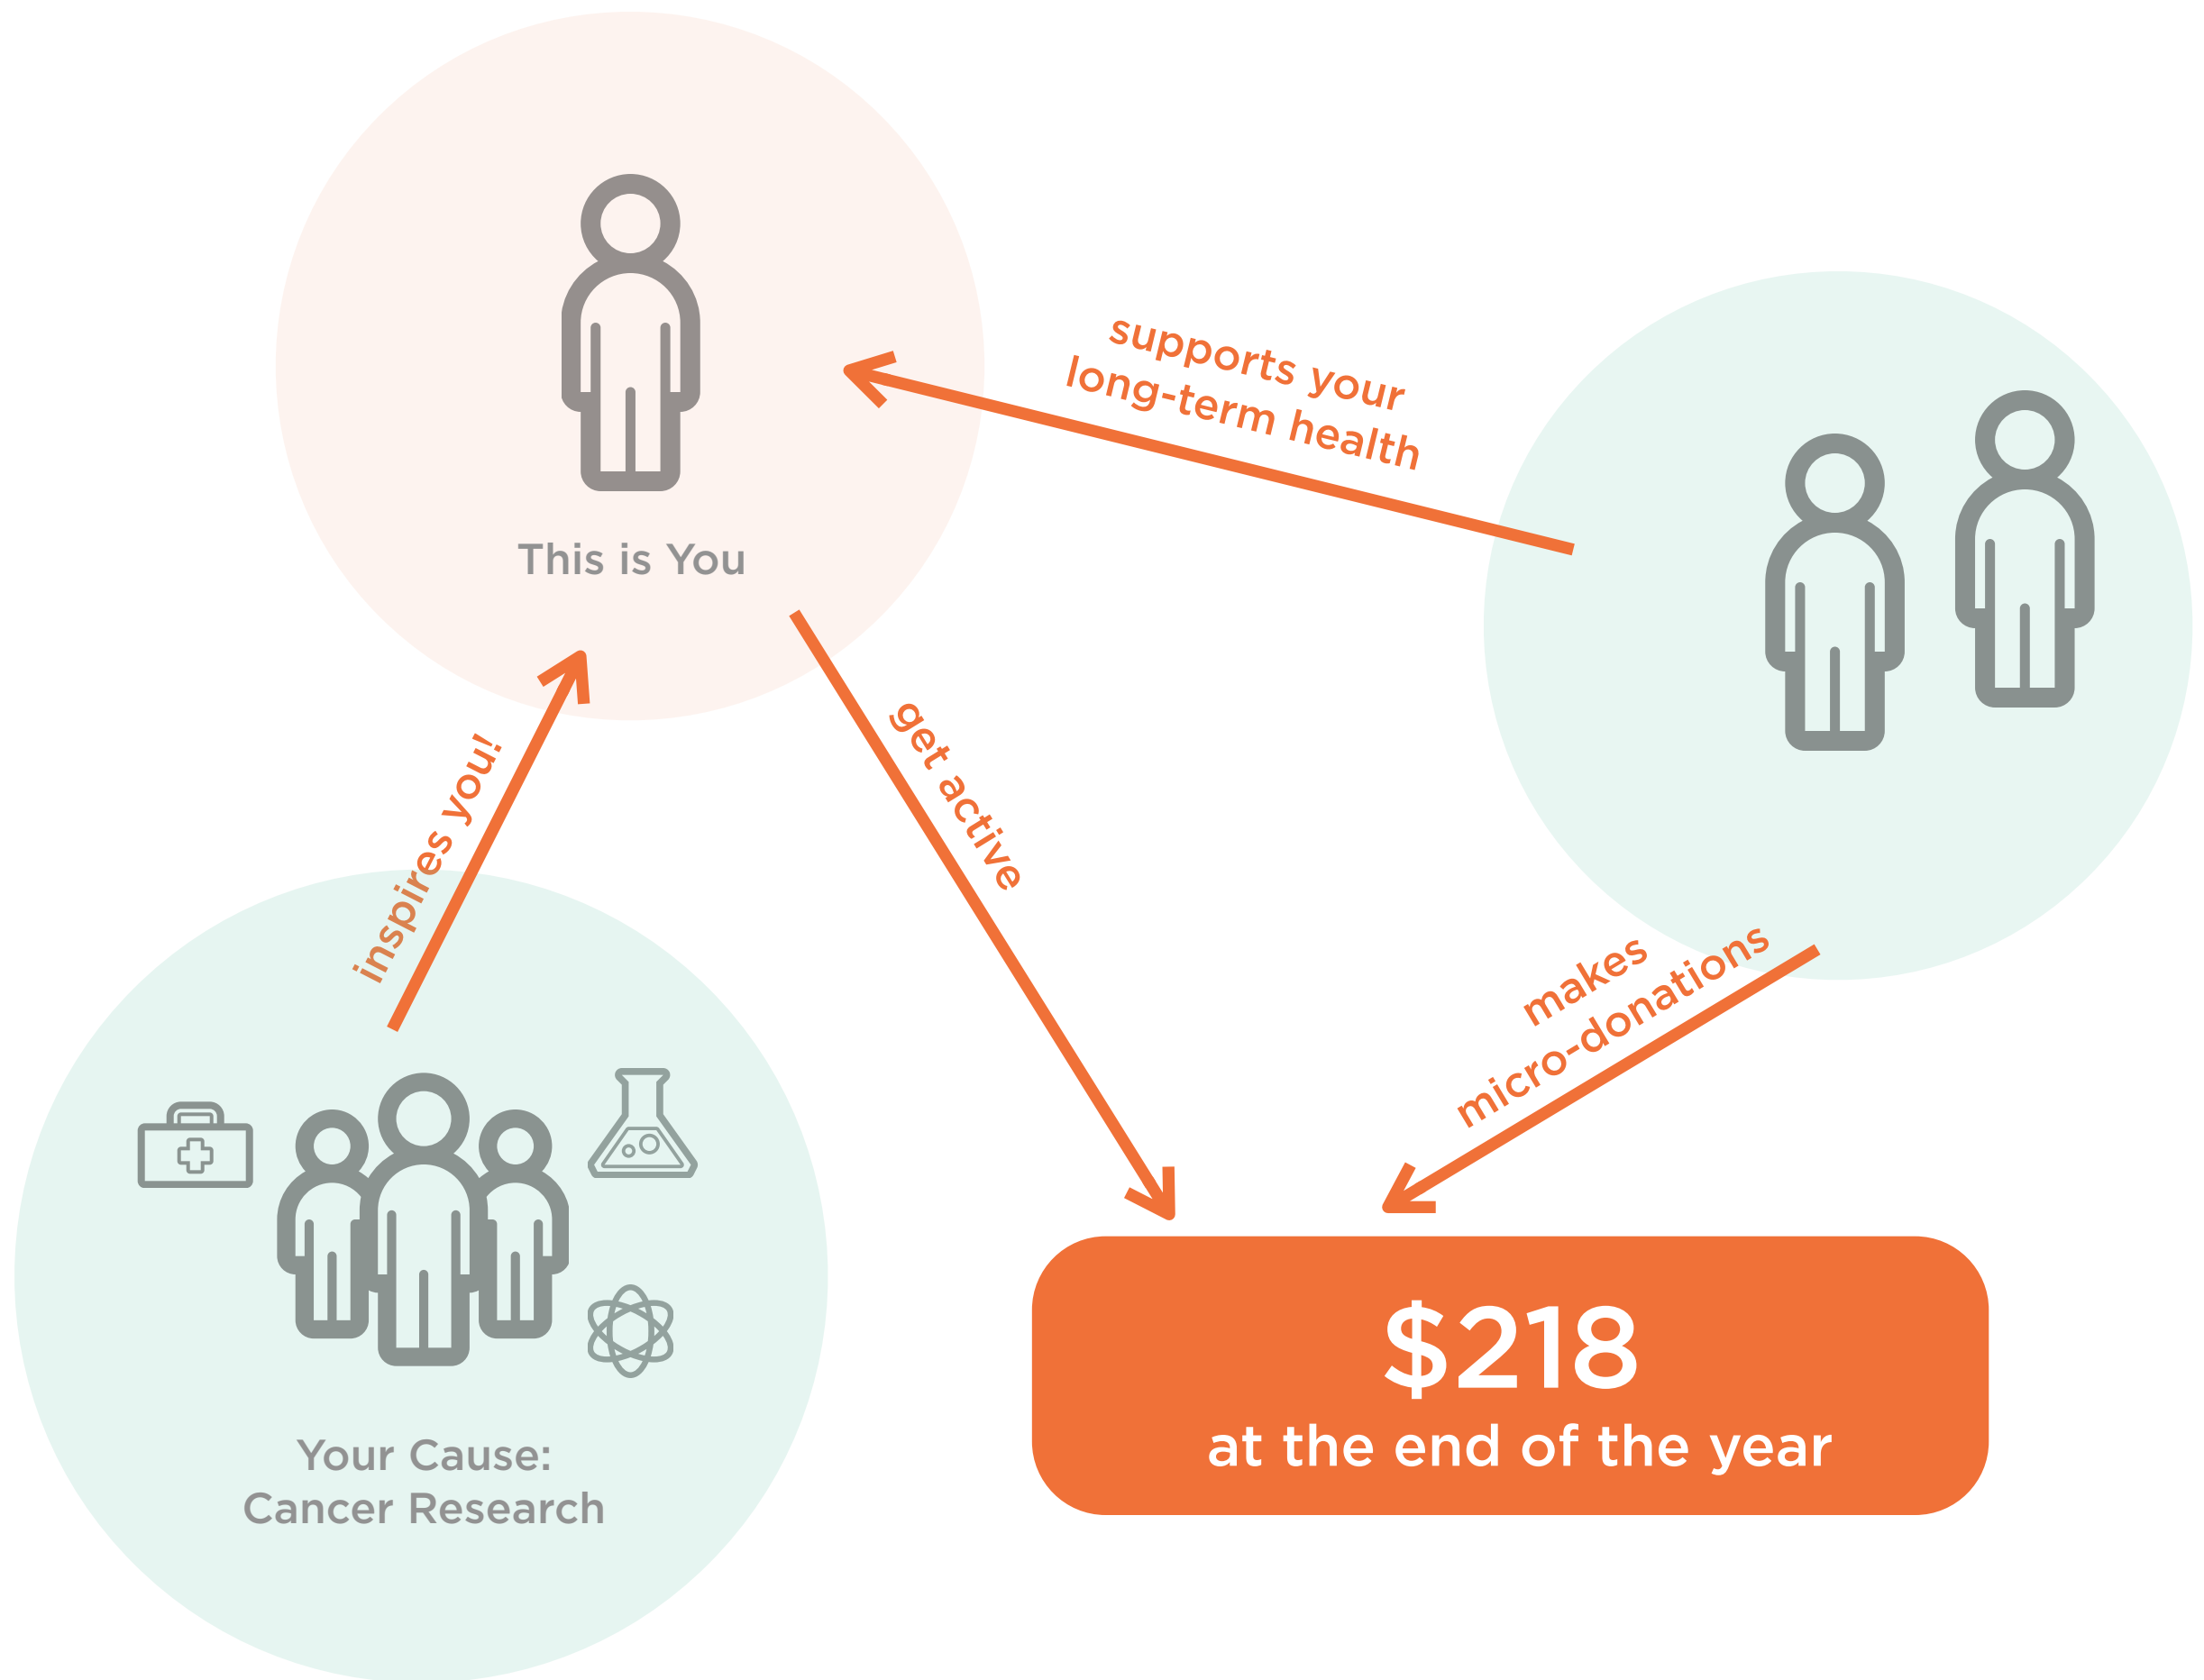 supports your
long-term health
This is You
get active
inspires you!
makes
micro-donations
$218
at the end of the year
Your Cause:
Cancer Research